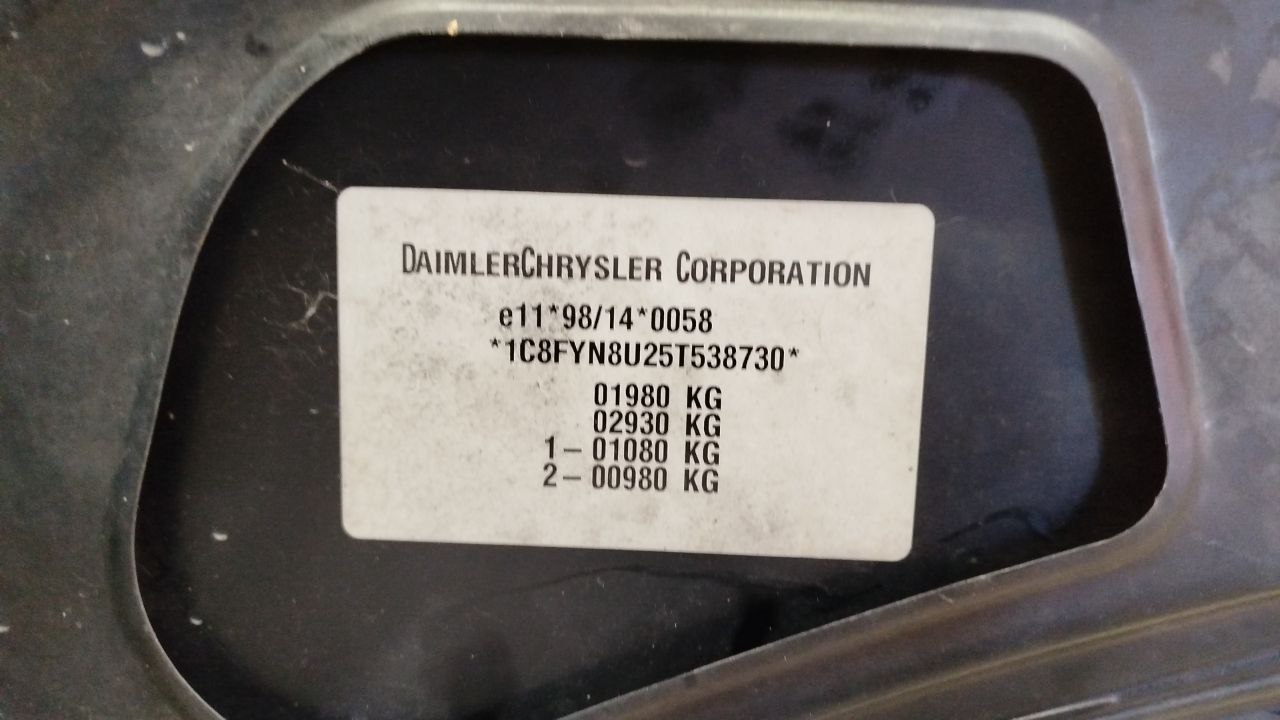 DAIMLERCHRYSLER CORPORATION
e11*98/14*0058
*1C8FYN8U25T538730*
01980 KG
02930 KG
1– 01080 KG
2– 00980 KG